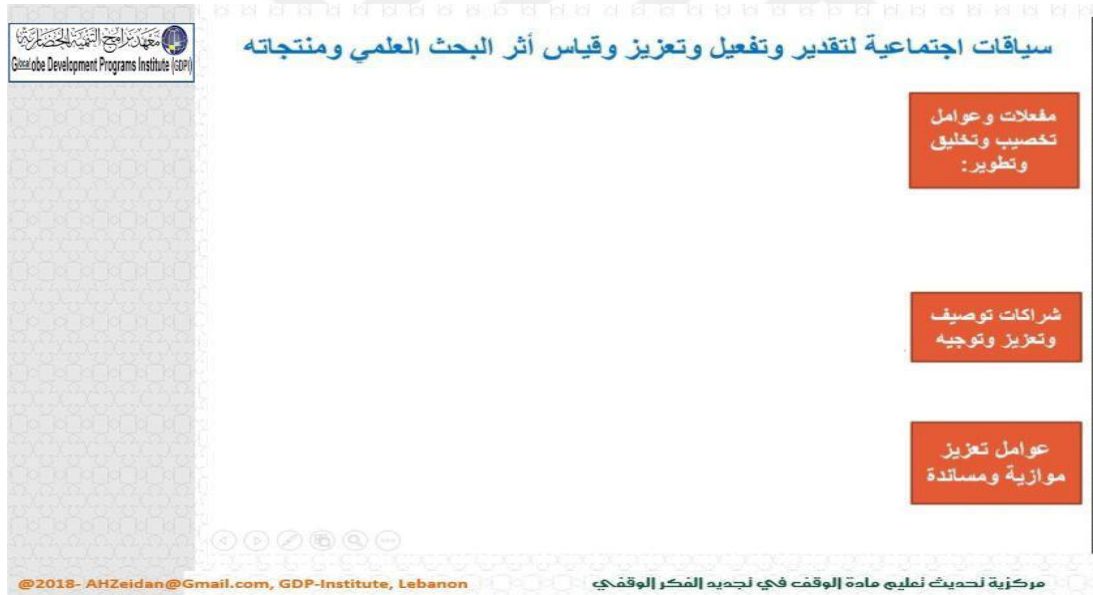 معهد برامج التنمية الحضارية
Glocalobe Development Programs Institute (GDPI)
سياقات اجتماعية لتقدير وتفعيل وتعزيز وقياس أثر البحث العلمي ومنتجاته
مفعلات وعوامل
تخصيب وتخليق
وتطوير:
شراكات توصيف
وتعزيز وتوجيه
عوامل تعزيز
موازية ومساندة
مركزية تحديث تعليم مادة الوقف في تجديد الفكر الوقفي
@2018- AHZeidan@Gmail.com, GDP-Institute, Lebanon